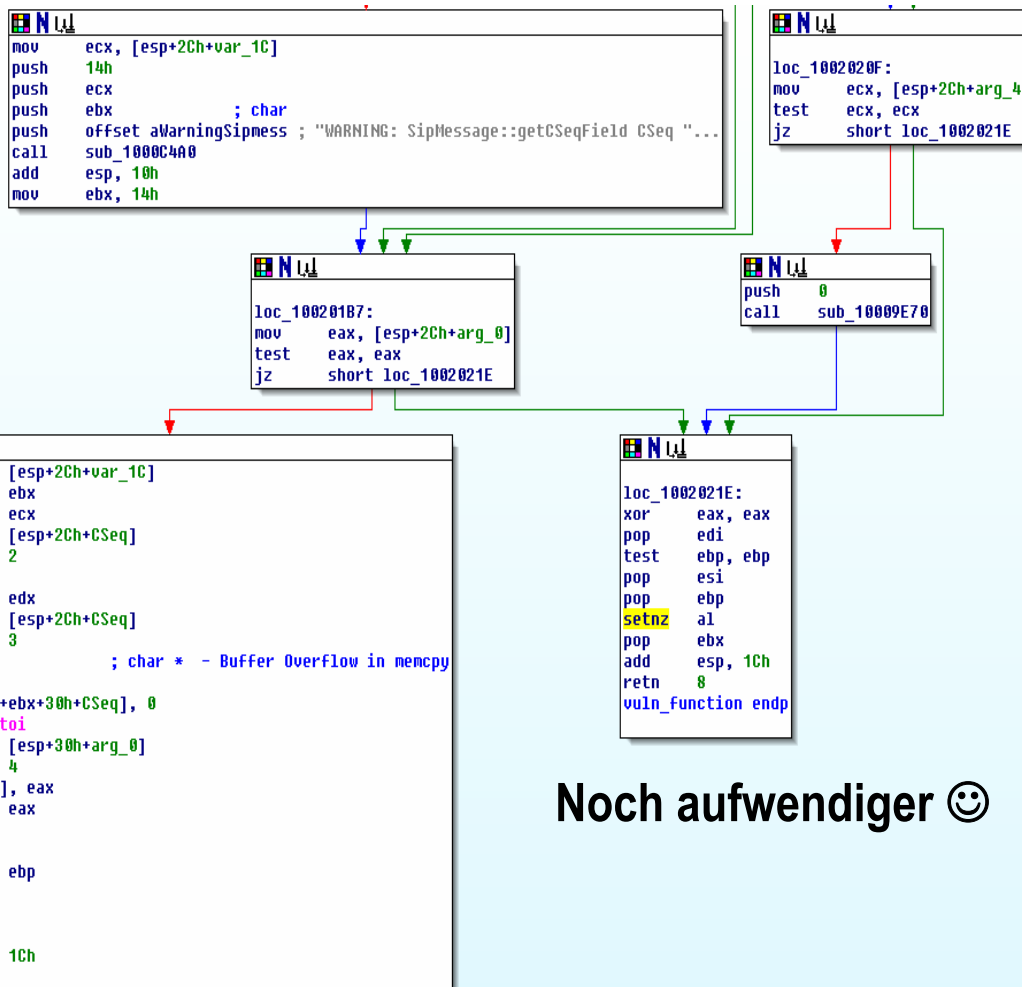 mov ecx, [esp+2Ch+var_1C]
push 14h
push ecx
push ebx ; char
push offset aWarningSipmess ; "WARNING: SipMessage::getCSeqField CSeq "...
call sub_1000C4A0
add esp, 10h
mov ebx, 14h
loc_1002020F:
mov ecx, [esp+2Ch+arg_4
test ecx, ecx
jz short loc_1002021E
loc_100201B7:
mov eax, [esp+2Ch+arg_0]
test eax, eax
jz short loc_1002021E
push 0
call sub_10009E70
[esp+2Ch+var_1C]
ebx
ecx
[esp+2Ch+CSeq]
2
edx
[esp+2Ch+CSeq]
3
; char * - Buffer Overflow in memcpy
+ebx+30h+CSeq], 0
toi
[esp+30h+arg_0]
4
], eax
eax
ebp
1Ch
loc_1002021E:
xor eax, eax
pop edi
test ebp, ebp
pop esi
pop ebp
setnz al
pop ebx
add esp, 1Ch
retn 8
vuln_function endp
Noch aufwendiger ☺